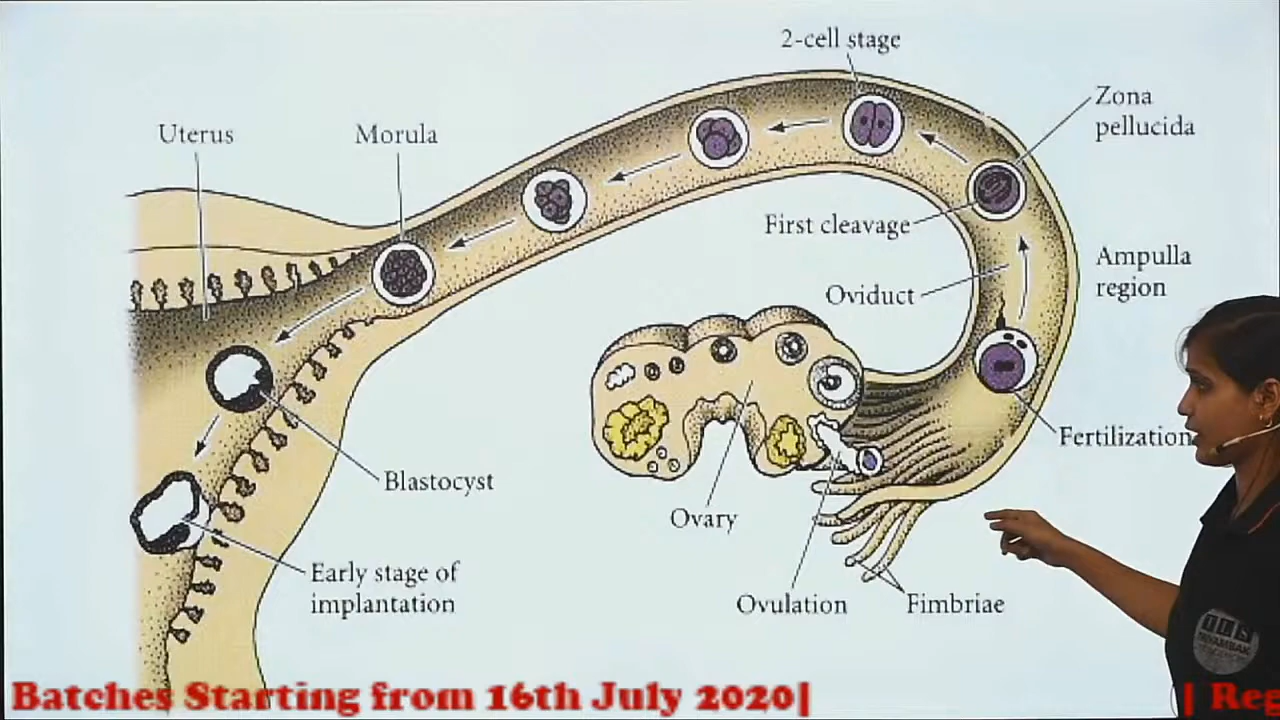 2-cell stage
Zona
pellucida
Uterus
Morula
First cleavage
Ampulla
region
Oviduct
Fertilization
Blastocyst
Ovary
Early stage of
implantation
Ovulation
Fimbriae
Batches Starting from 16th July 2020|
| Reg